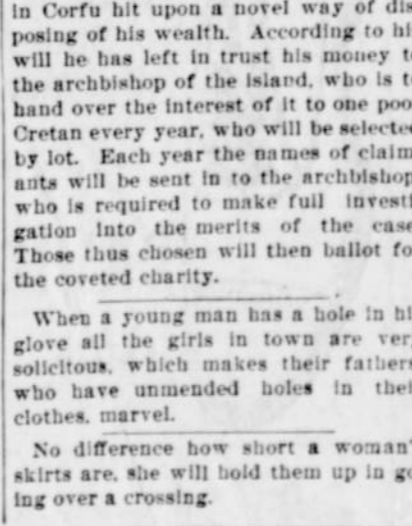 in Corfu hit upon a novel way of dis
posing of his wealth. According to hi
will he has left in trust his money t
the archbishop of the island, who is t
hand over the interest of it to one poo
Cretan every year, who will be selecte
by lot. Each year the names of claim
ants will be sent in to the archbishop
who is required to make full investi
gation into the merits of the case
Those thus chosen will then ballot fo
the coveted charity.
When a young man has a hole in hi
glove all the girls in town are ver
solicitous, which makes their fathers
who have unmended holes in thei
clothes, marvel.
No difference how short a woman'
skirts are, she will hold them up in go
ing over a crossing.